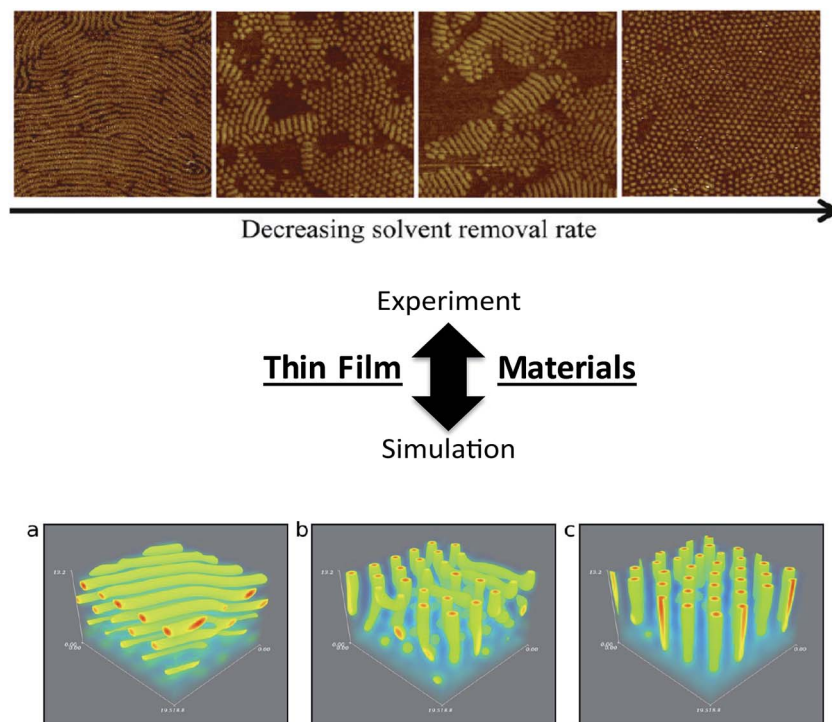 Decreasing solvent removal rate
Experiment
Thin Film Materials
Simulation
a b c